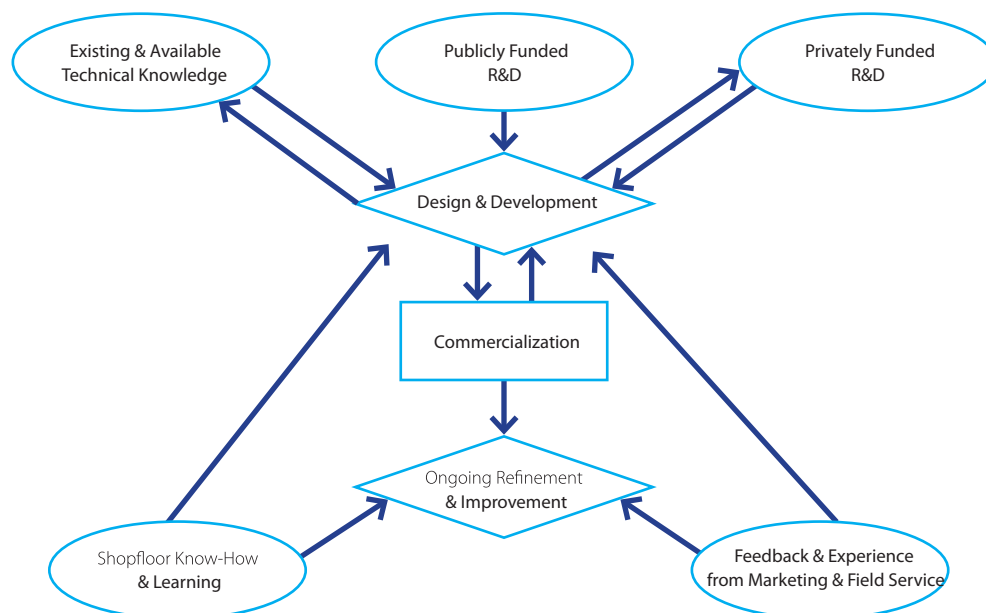 Existing & Available
Technical Knowledge
Publicly Funded
R&D
Privately Funded
R&D
Design & Development
Commercialization
Ongoing Refinement
& Improvement
Shopfloor Know-How
& Learning
Feedback & Experience
from Marketing & Field Service